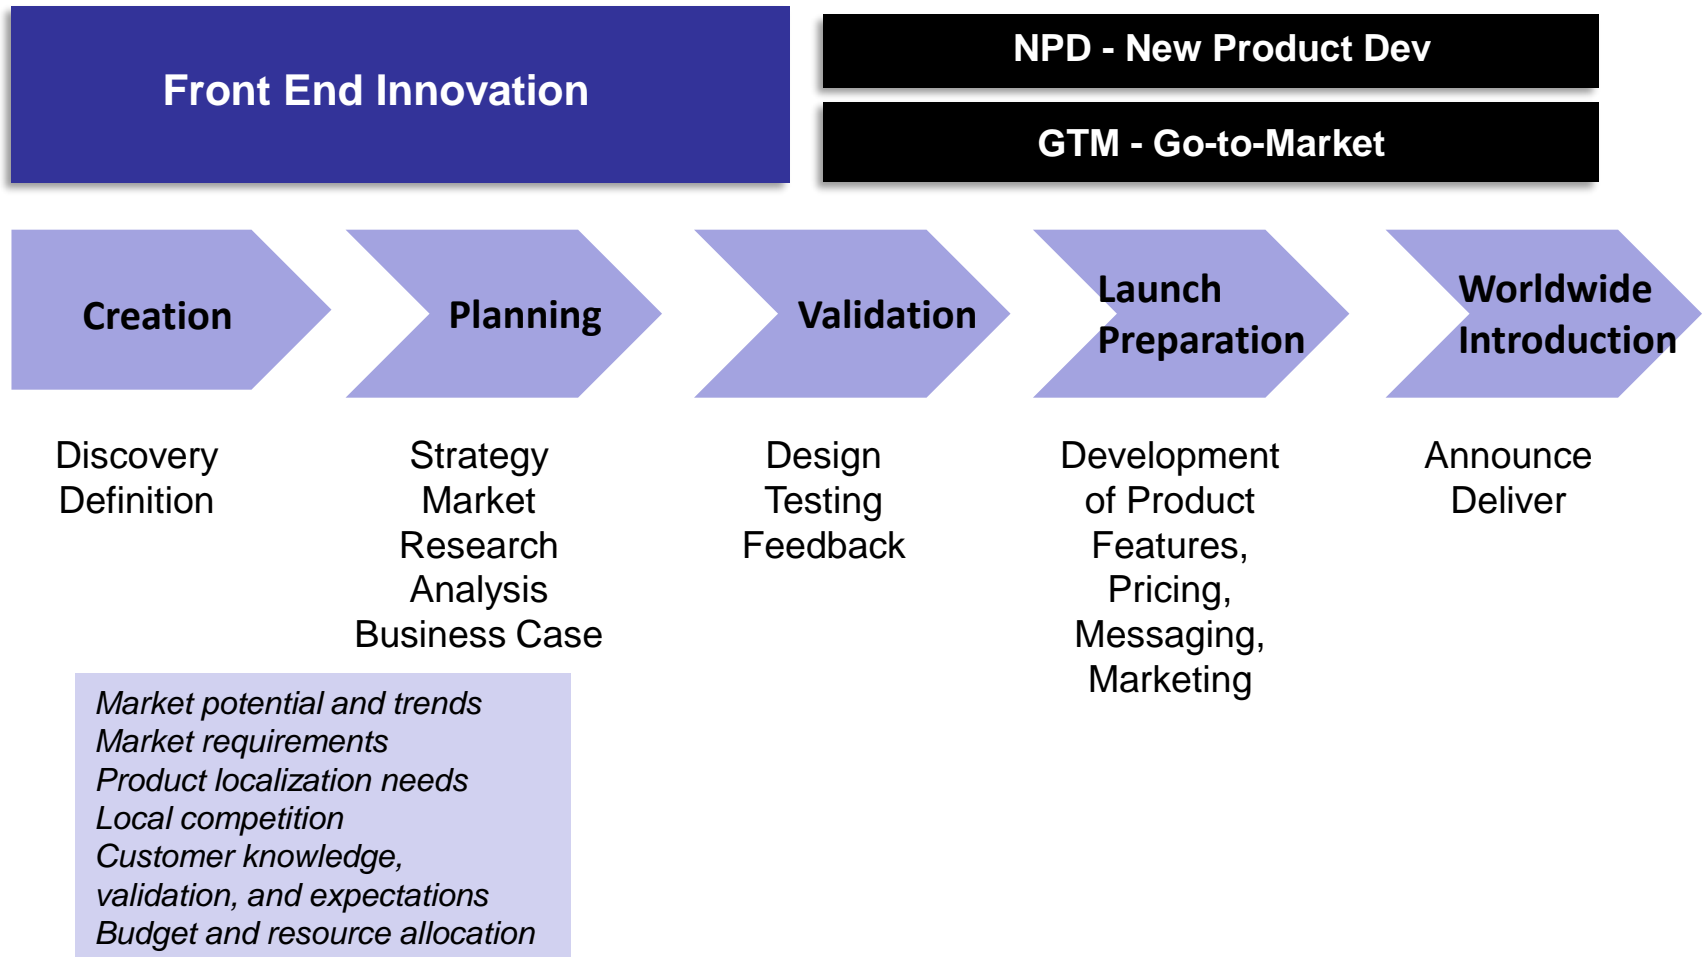 Front End Innovation
NPD - New Product Dev
GTM - Go-to-Market
Creation
Planning
Validation
Launch
Preparation
Worldwide
Introduction
Discovery
Definition
Strategy
Market
Research
Analysis
Business Case
Design
Testing
Feedback
Development
of Product
Features,
Pricing,
Messaging,
Marketing
Announce
Deliver
Market potential and trends
Market requirements
Product localization needs
Local competition
Customer knowledge,
validation, and expectations
Budget and resource allocation